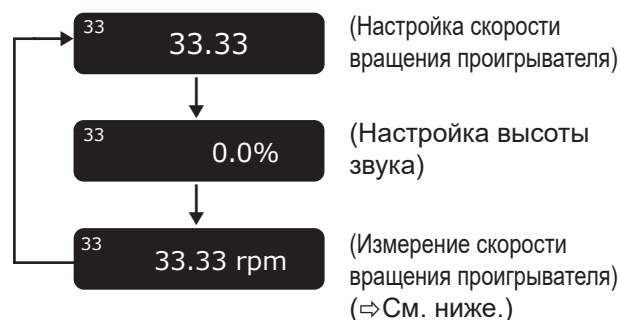 33
33.33
(Настройка скорости
вращения проигрывателя)
33
0.0%
(Настройка высоты
звука)
33
33.33 rpm
(Измерение скорости
вращения проигрывателя)
(⇨См. ниже.)